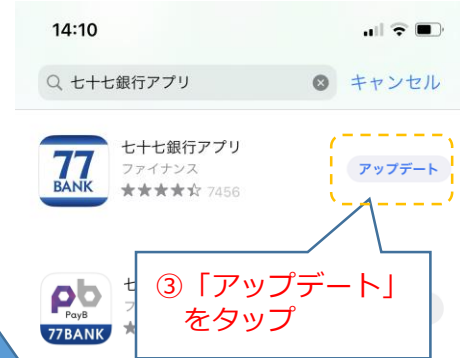 14:10
七十七銀行アプリ
キャンセル
77
BANK
七十七銀行アプリ
ファイナンス
★★★★☆ 7456
アップデート
③「アップデート」
をタップ
PayB
77BANK